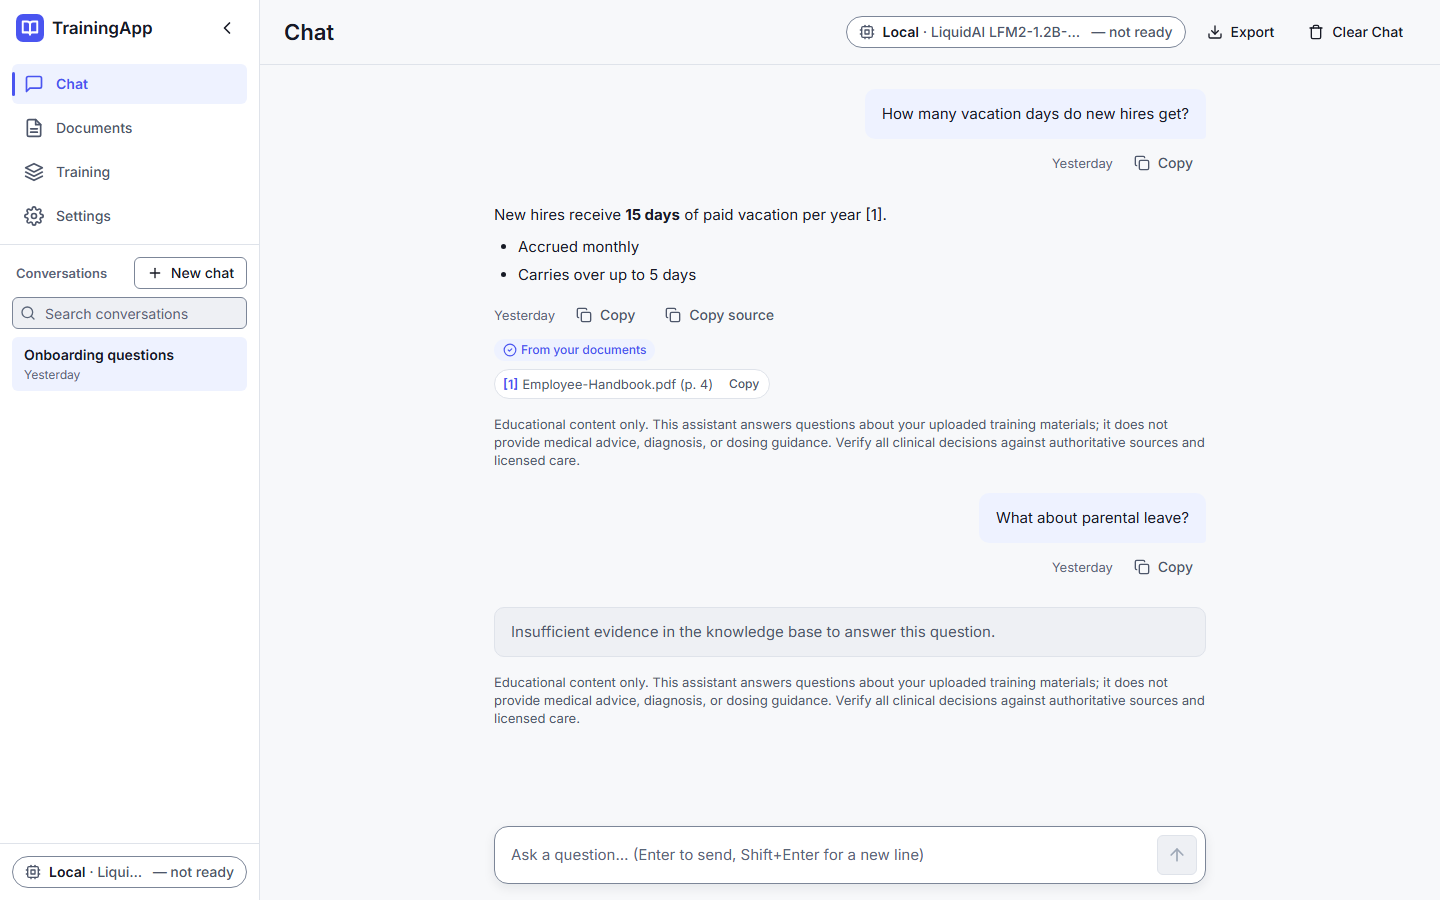 TrainingApp
Chat
Documents
Training
Settings
Conversations
New chat
Search conversations
Onboarding questions
Yesterday
Local · Liqui... — not ready
Chat
Local · LiquidAI LFM2-1.2B-... — not ready
Export
Clear Chat
How many vacation days do new hires get?
Yesterday Copy
New hires receive 15 days of paid vacation per year [1].
• Accrued monthly
• Carries over up to 5 days
Yesterday Copy Copy source
From your documents
[1] Employee-Handbook.pdf (p. 4) Copy
Educational content only. This assistant answers questions about your uploaded training materials; it does not
provide medical advice, diagnosis, or dosing guidance. Verify all clinical decisions against authoritative sources and
licensed care.
What about parental leave?
Yesterday Copy
Insufficient evidence in the knowledge base to answer this question.
Educational content only. This assistant answers questions about your uploaded training materials; it does not
provide medical advice, diagnosis, or dosing guidance. Verify all clinical decisions against authoritative sources and
licensed care.
Ask a question... (Enter to send, Shift+Enter for a new line)